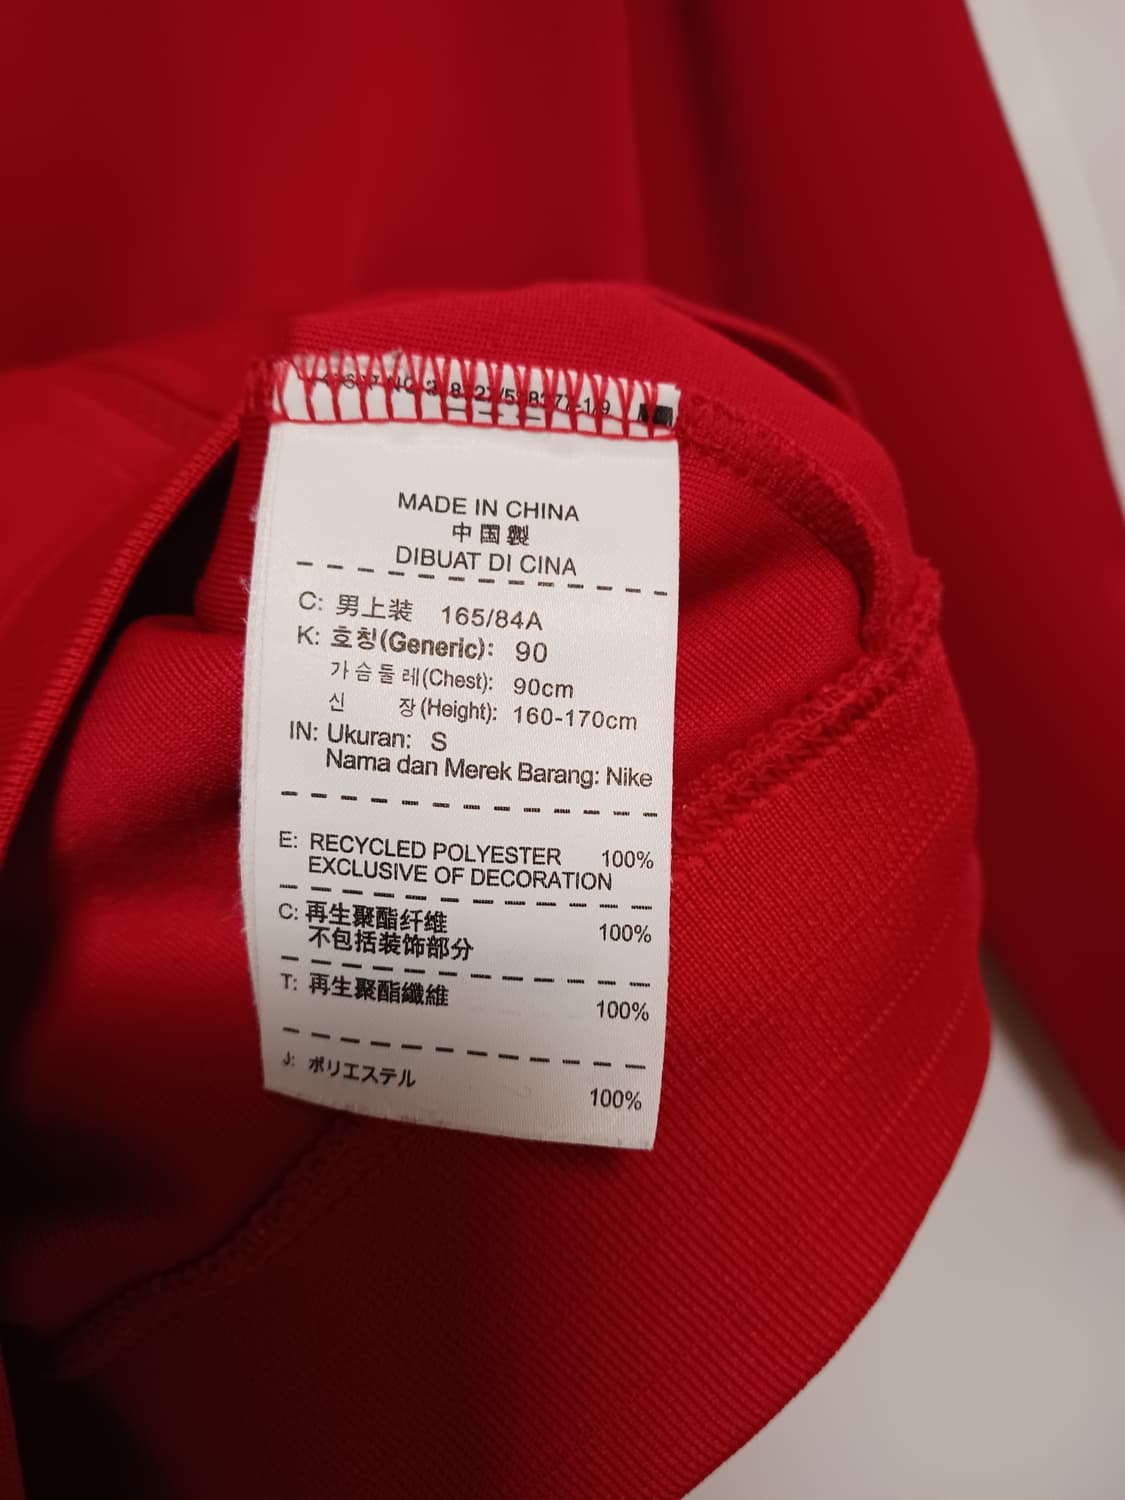 MADE IN CHINA
中国製
DIBUAT DI CINA
C: 男上装 165/84A
K: 호칭(Generic): 90
가슴둘레(Chest): 90cm
신 장(Height): 160-170cm
IN: Ukuran: S
Nama dan Merek Barang: Nike
E: RECYCLED POLYESTER 100%
EXCLUSIVE OF DECORATION
C: 再生聚酯纤维 100%
不包括装饰部分
T: 再生聚酯纖維 100%
J: ポリエステル 100%